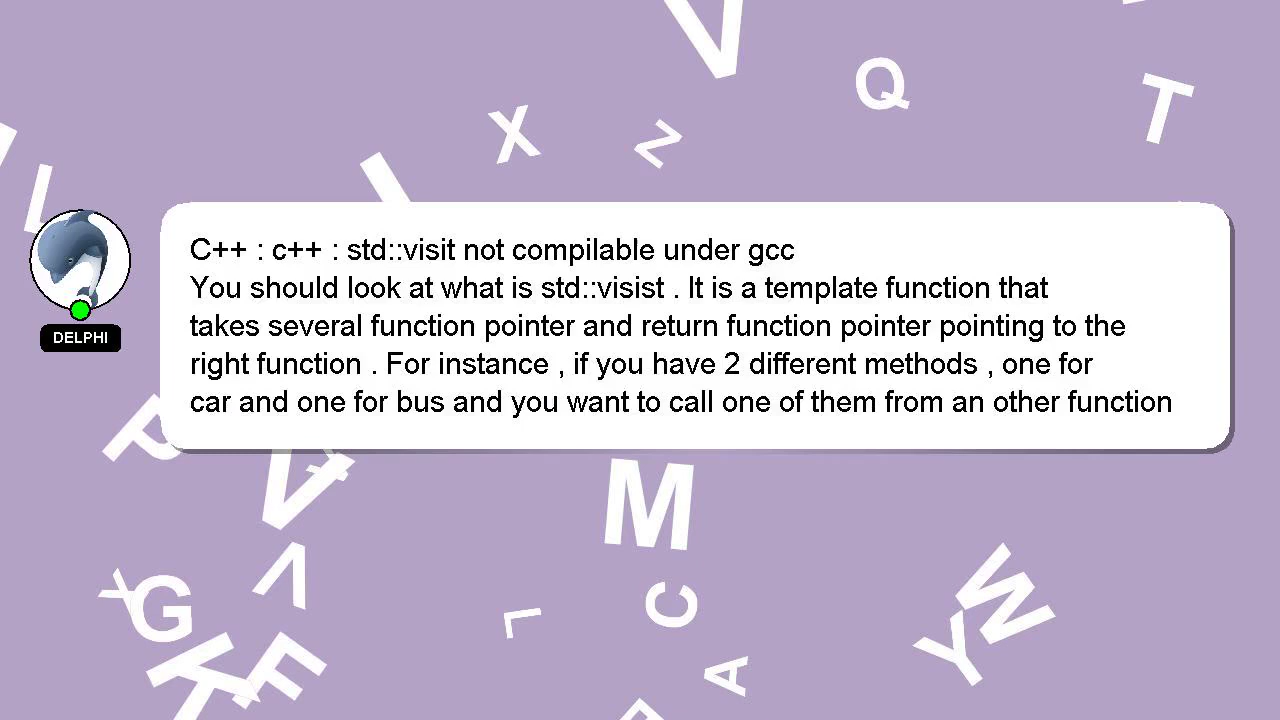 C++ : c++ : std::visit not compilable under gcc
You should look at what is std::visist . It is a template function that
takes several function pointer and return function pointer pointing to the
right function . For instance , if you have 2 different methods , one for
car and one for bus and you want to call one of them from an other function
DELPHI
V
Q
T
X
Z
L
P
V
M
V
X
G
C
L
W
Y
K
F
A